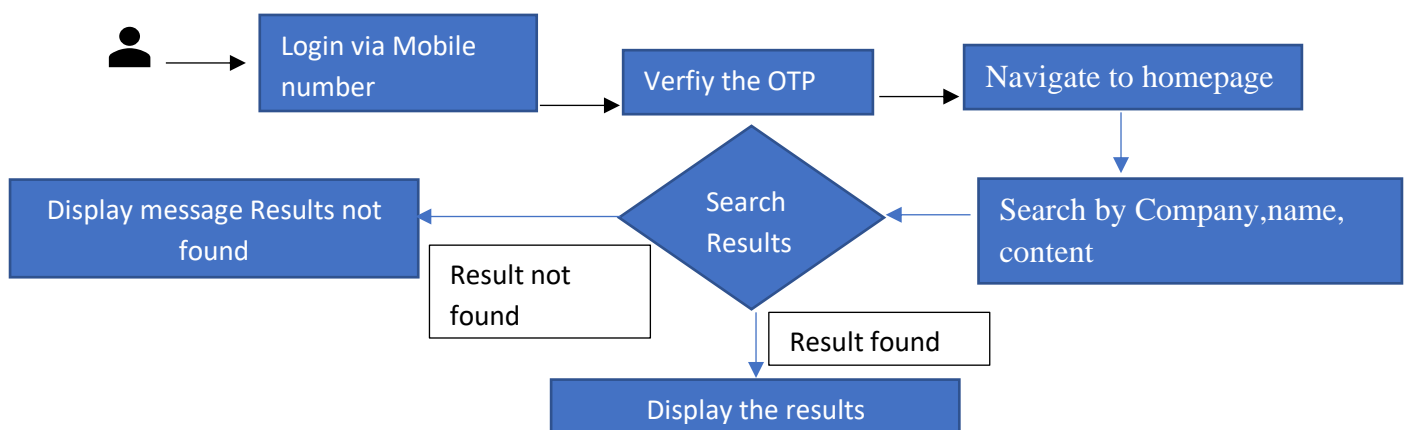 Login via Mobile
number
Verfiy the OTP
Navigate to homepage
Search by Company,name,
content
Search
Results
Display message Results not
found
Result not
found
Result found
Display the results